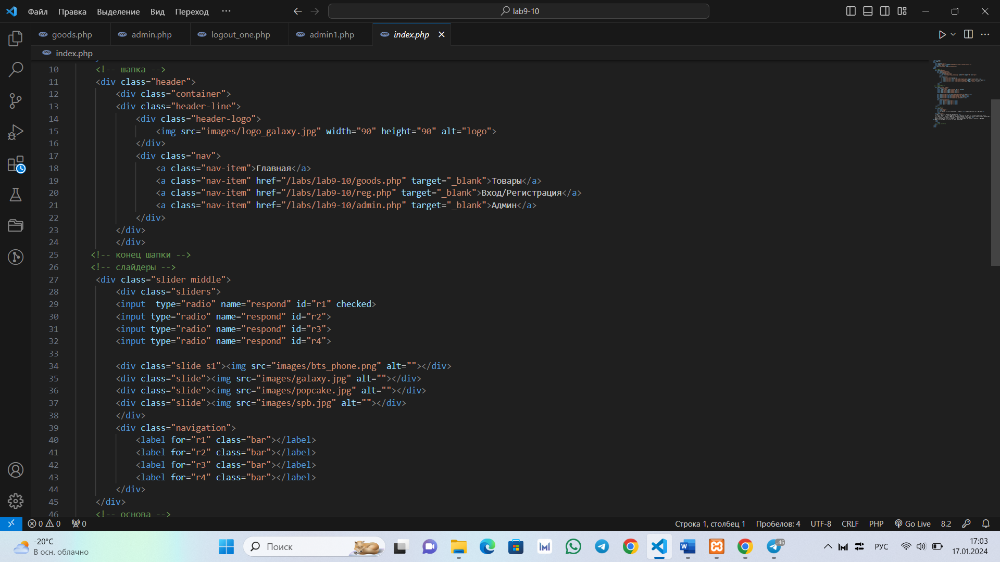 Файл Правка Выделение Вид Переход ··· lab9-10
goods.php admin.php logout_one.php admin1.php index.php
index.php
10 <!-- шапка -->
11 <div class="header">
12 <div class="container">
13 <div class="header-line">
14 <div class="header-logo">
15 <img src="images/logo_galaxy.jpg" width="90" height="90" alt="logo">
16 </div>
17 <div class="nav">
18 <a class="nav-item">Главная</a>
19 <a class="nav-item" href="/labs/lab9-10/goods.php" target="_blank">Товары</a>
20 <a class="nav-item" href="/labs/lab9-10/reg.php" target="_blank">Вход/Регистрация</a>
21 <a class="nav-item" href="/labs/lab9-10/admin.php" target="_blank">Админ</a>
22 </div>
23 </div>
24 </div>
25 <!-- конец шапки -->
26 <!-- слайдеры -->
27 <div class="slider middle">
28 <div class="sliders">
29 <input  type="radio" name="respond" id="r1" checked>
30 <input type="radio" name="respond" id="r2">
31 <input type="radio" name="respond" id="r3">
32 <input type="radio" name="respond" id="r4">
33
34 <div class="slide s1"><img src="images/bts_phone.png" alt=""></div>
35 <div class="slide"><img src="images/galaxy.jpg" alt=""></div>
36 <div class="slide"><img src="images/popcake.jpg" alt=""></div>
37 <div class="slide"><img src="images/spb.jpg" alt=""></div>
38 </div>
39 <div class="navigation">
40 <label for="r1" class="bar"></label>
41 <label for="r2" class="bar"></label>
42 <label for="r3" class="bar"></label>
43 <label for="r4" class="bar"></label>
44 </div>
45 </div>
46 <!-- основа -->
0 0 0 Строка 1, столбец 1 Пробелов: 4 UTF-8 CRLF PHP Go Live 8.2
-20°C
В осн. облачно
Поиск
46
РУС
17:03
17.01.2024